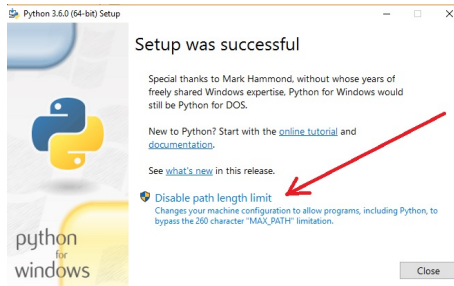 Python 3.6.0 (64-bit) Setup
Setup was successful
Special thanks to Mark Hammond, without whose years of
freely shared Windows expertise, Python for Windows would
still be Python for DOS.
New to Python? Start with the online tutorial and
documentation.
See what's new in this release.
Disable path length limit
Changes your machine configuration to allow programs, including Python, to
bypass the 260 character "MAX_PATH" limitation.
python
for
windows
Close